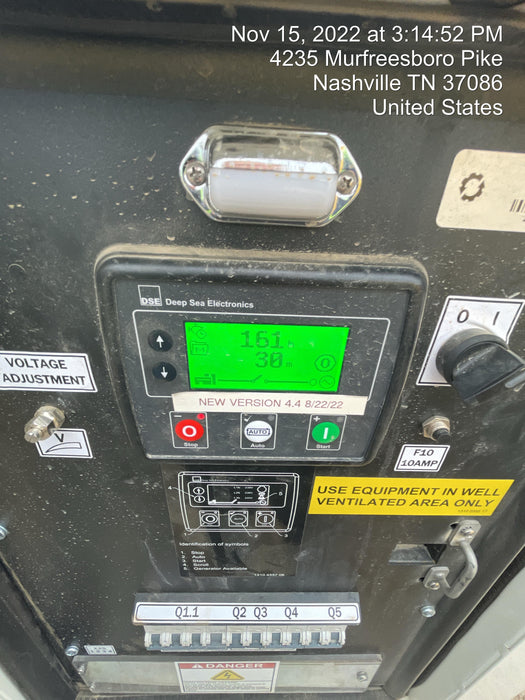 Nov 15, 2022 at 3:14:52 PM
4235 Murfreesboro Pike
Nashville TN 37086
United States
DSE Deep Sea Electronics
161 h
30 m
NEW VERSION 4.4 8/22/22
Stop
AUTO
Auto
Start
O I
VOLTAGE
ADJUSTMENT
V
F10
10AMP
USE EQUIPMENT IN WELL
VENTILATED AREA ONLY
Identification of symbols
1. Stop
2. Auto
3. Start
4. Scroll
5. Generator Available
Q1.1 Q2 Q3 Q4 Q5
DANGER